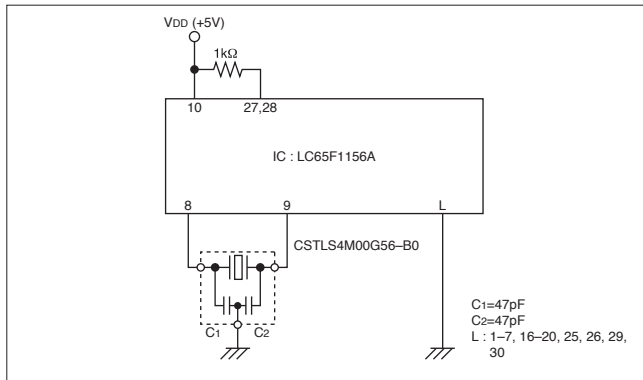 VDD (+5V)
1kΩ
10
27,28
IC : LC65F1156A
8
9
L
CSTLS4M00G56–B0
C1
C2
C1=47pF
C2=47pF
L : 1–7, 16–20, 25, 26, 29,
30